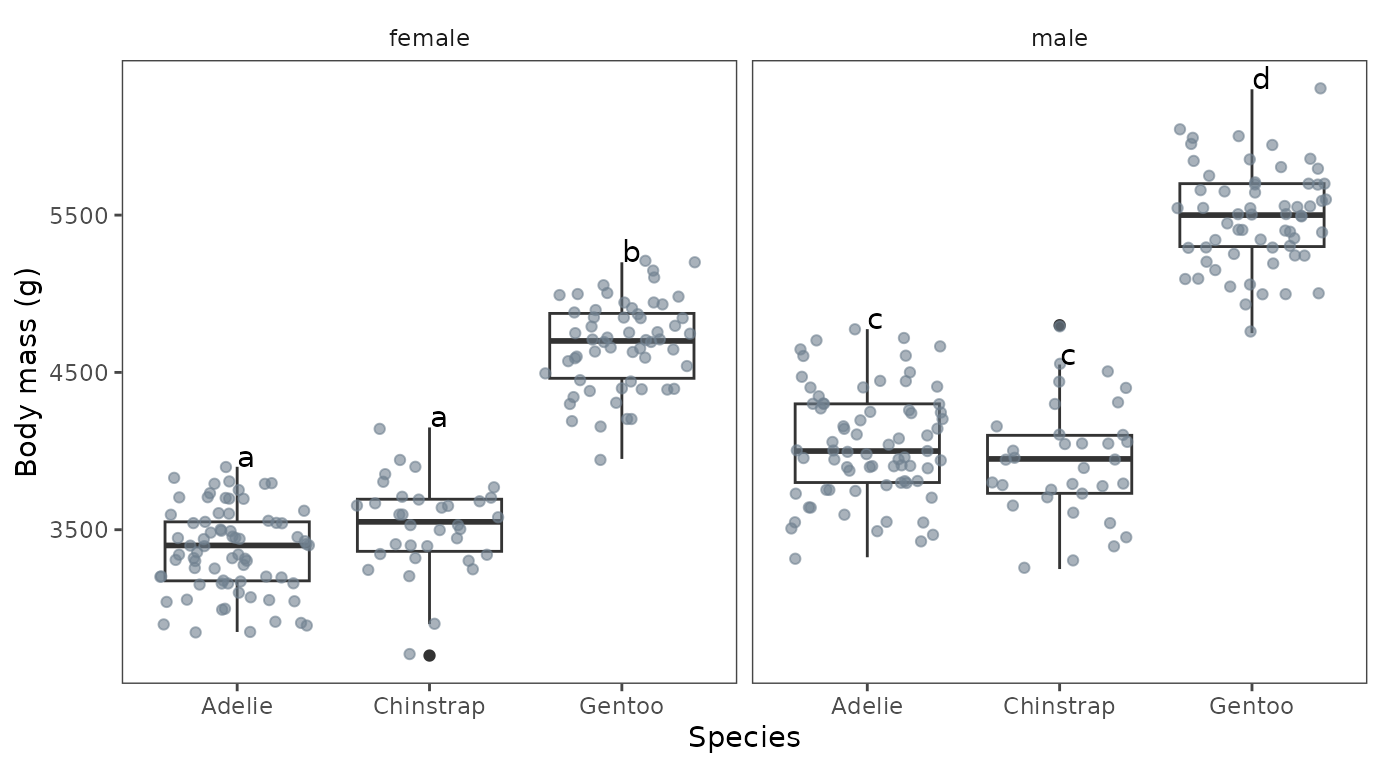 female male
d
5500
b
c
c
4500
a
a
3500
Adelie Chinstrap Gentoo Adelie Chinstrap Gentoo
Species
Body mass (g)